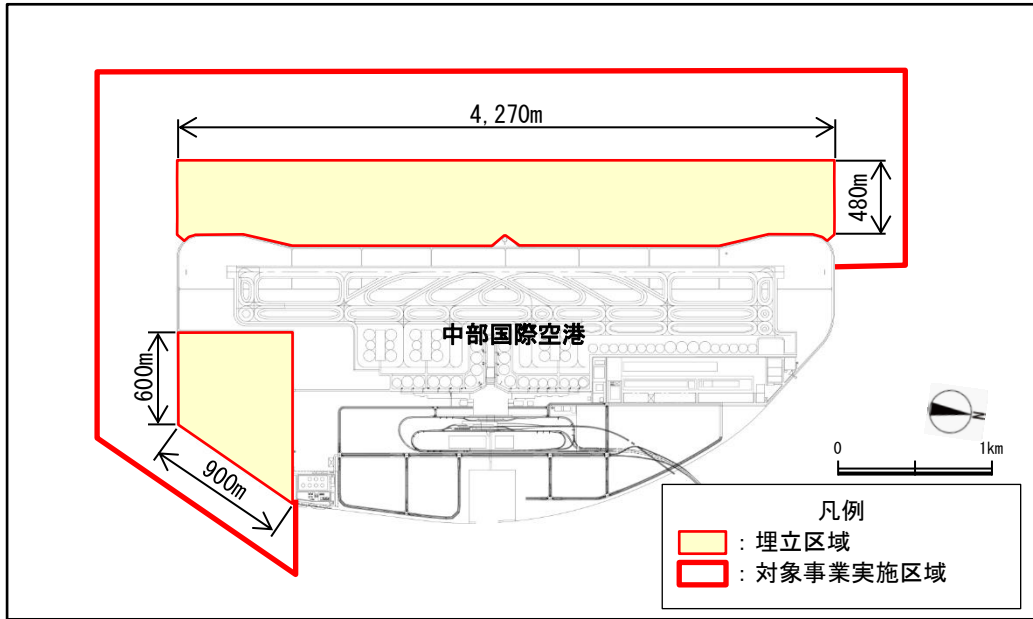 4,270m
480m
中部国際空港
600m
900m
N
0 1km
凡例
：埋立区域
：対象事業実施区域